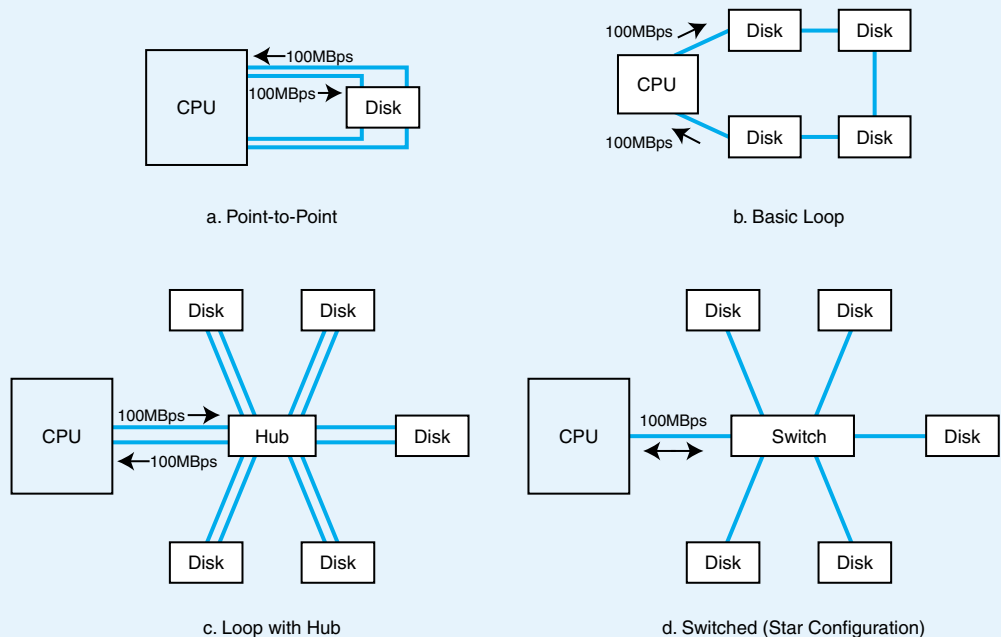 100MBps
CPU
100MBps
Disk
a. Point-to-Point
100MBps
Disk
Disk
CPU
100MBps
Disk
Disk
b. Basic Loop
Disk
Disk
100MBps
CPU
Hub
Disk
100MBps
Disk
Disk
c. Loop with Hub
Disk
Disk
100MBps
CPU
Switch
Disk
Disk
Disk
d. Switched (Star Configuration)